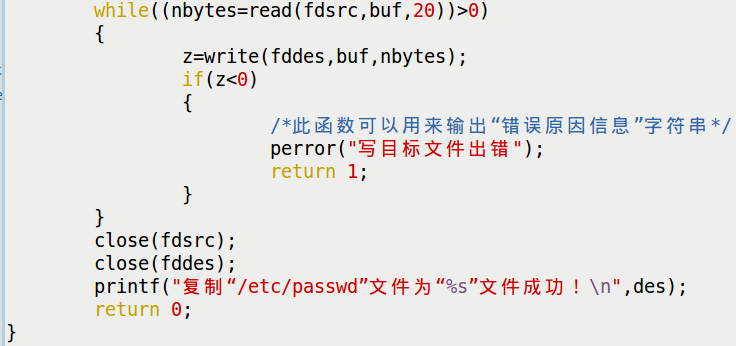 while((nbytes=read(fdsrc,buf,20))>0)
{
z=write(fddes,buf,nbytes);
if(z<0)
{
/*此函数可以用来输出“错误原因信息”字符串*/
perror("写目标文件出错");
return 1;
}
}
close(fdsrc);
close(fddes);
printf("复制“/etc/passwd”文件为“%s”文件成功！\n",des);
return 0;
}